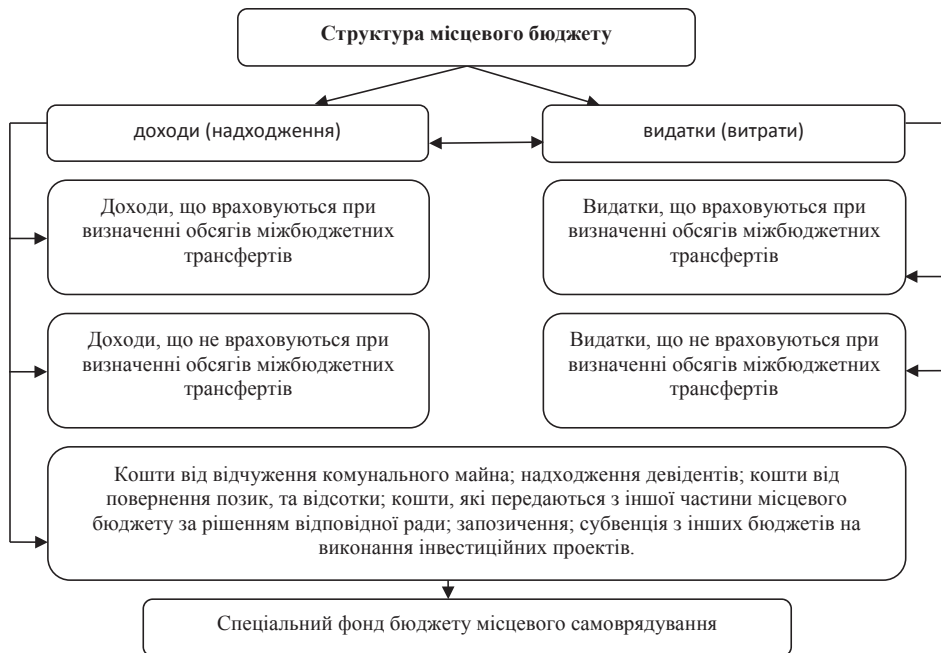 Структура місцевого бюджету
доходи (надходження)
видатки (витрати)
Доходи, що враховуються при
визначенні обсягів міжбюджетних
трансфертів
Видатки, що враховуються при
визначенні обсягів міжбюджетних
трансфертів
Доходи, що не враховуються при
визначенні обсягів міжбюджетних
трансфертів
Видатки, що не враховуються при
визначенні обсягів міжбюджетних
трансфертів
Кошти від відчуження комунального майна; надходження девідентів; кошти від
повернення позик, та відсотки; кошти, які передаються з іншої частини місцевого
бюджету за рішенням відповідної ради; запозичення; субвенція з інших бюджетів на
виконання інвестиційних проектів.
Спеціальний фонд бюджету місцевого самоврядування